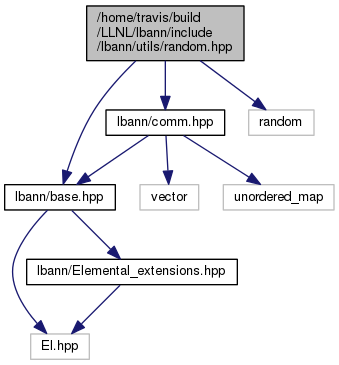 /home/travis/build
/LLNL/lbann/include
/lbann/utils/random.hpp
lbann/comm.hpp
random
lbann/base.hpp
vector
unordered_map
lbann/Elemental_extensions.hpp
El.hpp